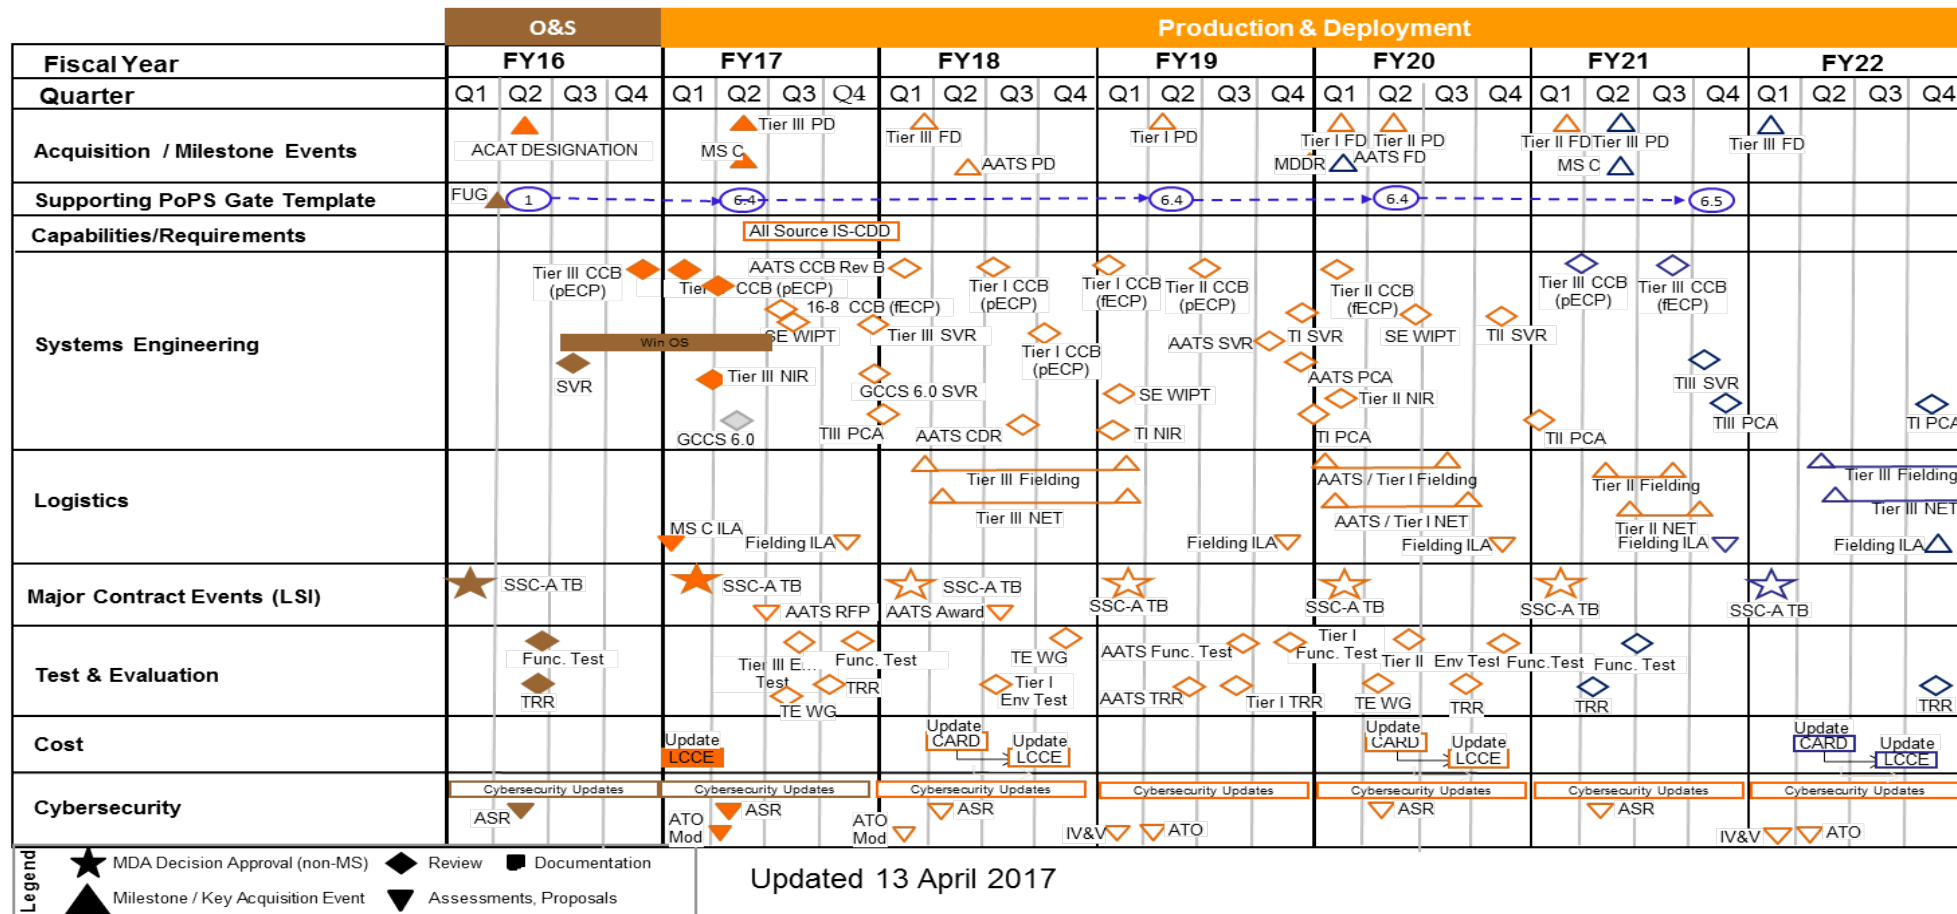 O&S
Production & Deployment
Fiscal Year
FY16
FY17
FY18
FY19
FY20
FY21
FY22
Quarter
Q1 Q2 Q3 Q4 Q1 Q2 Q3 Q4 Q1 Q2 Q3 Q4 Q1 Q2 Q3 Q4 Q1 Q2 Q3 Q4 Q1 Q2 Q3 Q4 Q1 Q2 Q3 Q4
Acquisition / Milestone Events
ACAT DESIGNATION
Tier III PD
MS C
Tier III FD
AATS PD
Tier I PD
Tier I FD
Tier II PD
MDDR
AATS FD
Tier II FD
Tier III PD
MS C
Tier III FD
Supporting PoPS Gate Template
FUG
1
6.4
6.4
6.4
6.5
Capabilities/Requirements
All Source IS-CDD
Systems Engineering
Tier III CCB
(pECP)
Tier
CCB (pECP)
AATS CCB Rev B
16-8 CCB (fECP)
SE WIPT
Win OS
SVR
Tier III NIR
GCCS 6.0
Tier III SVR
GCCS 6.0 SVR
TIII PCA
AATS CDR
Tier I CCB
(pECP)
Tier I CCB
(pECP)
Tier I CCB
(fECP)
Tier II CCB
(pECP)
AATS SVR
TI SVR
AATS PCA
SE WIPT
TI NIR
Tier II CCB
(fECP)
SE WIPT
TII SVR
Tier II NIR
TI PCA
TII PCA
Tier III CCB
(pECP)
Tier III CCB
(fECP)
TIII SVR
TIII PCA
TI PCA
Logistics
MS C ILA
Fielding ILA
Tier III Fielding
Tier III NET
Fielding ILA
AATS / Tier I Fielding
AATS / Tier I NET
Fielding ILA
Tier II Fielding
Tier II NET
Fielding ILA
Tier III Fielding
Tier III NET
Fielding ILA
Major Contract Events (LSI)
SSC-A TB
SSC-A TB
AATS RFP
SSC-A TB
AATS Award
SSC-A TB
SSC-A TB
SSC-A TB
SSC-A TB
Test & Evaluation
Func. Test
TRR
Tier III E...
Test
Func. Test
TRR
TE WG
TE WG
Tier I
Env Test
AATS Func. Test
AATS TRR
Tier I TRR
Tier I
Func. Test
Tier II Env Test
TE WG
TRR
Func.Test
Func. Test
TRR
TRR
Cost
Update
LCCE
Update
CARD
Update
LCCE
Update
CARD
Update
LCCE
Update
CARD
Update
LCCE
Cybersecurity
Cybersecurity Updates
Cybersecurity Updates
Cybersecurity Updates
Cybersecurity Updates
Cybersecurity Updates
Cybersecurity Updates
Cybersecurity Updates
ASR
ATO
Mod
ASR
ATO
Mod
ASR
IV&V
ATO
ASR
ASR
IV&V
ATO
Legend
MDA Decision Approval (non-MS)
Review
Documentation
Milestone / Key Acquisition Event
Assessments, Proposals
Updated 13 April 2017